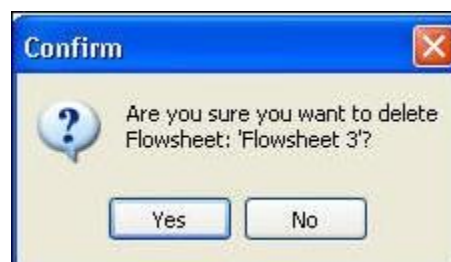 Confirm
Are you sure you want to delete
Flowsheet: 'Flowsheet 3'?
Yes No